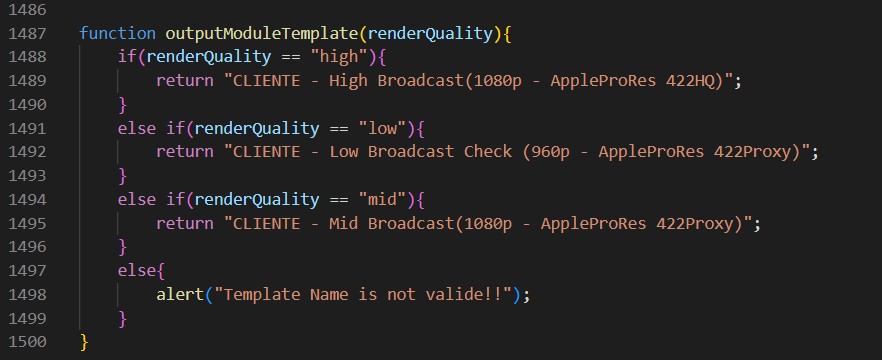 1486
1487 function outputModuleTemplate(renderQuality){
1488 if(renderQuality == "high"){
1489 return "CLIENTE - High Broadcast(1080p - AppleProRes 422HQ)";
1490 }
1491 else if(renderQuality == "low"){
1492 return "CLIENTE - Low Broadcast Check (960p - AppleProRes 422Proxy)";
1493 }
1494 else if(renderQuality == "mid"){
1495 return "CLIENTE - Mid Broadcast(1080p - AppleProRes 422Proxy)";
1496 }
1497 else{
1498 alert("Template Name is not valide!!");
1499 }
1500 }